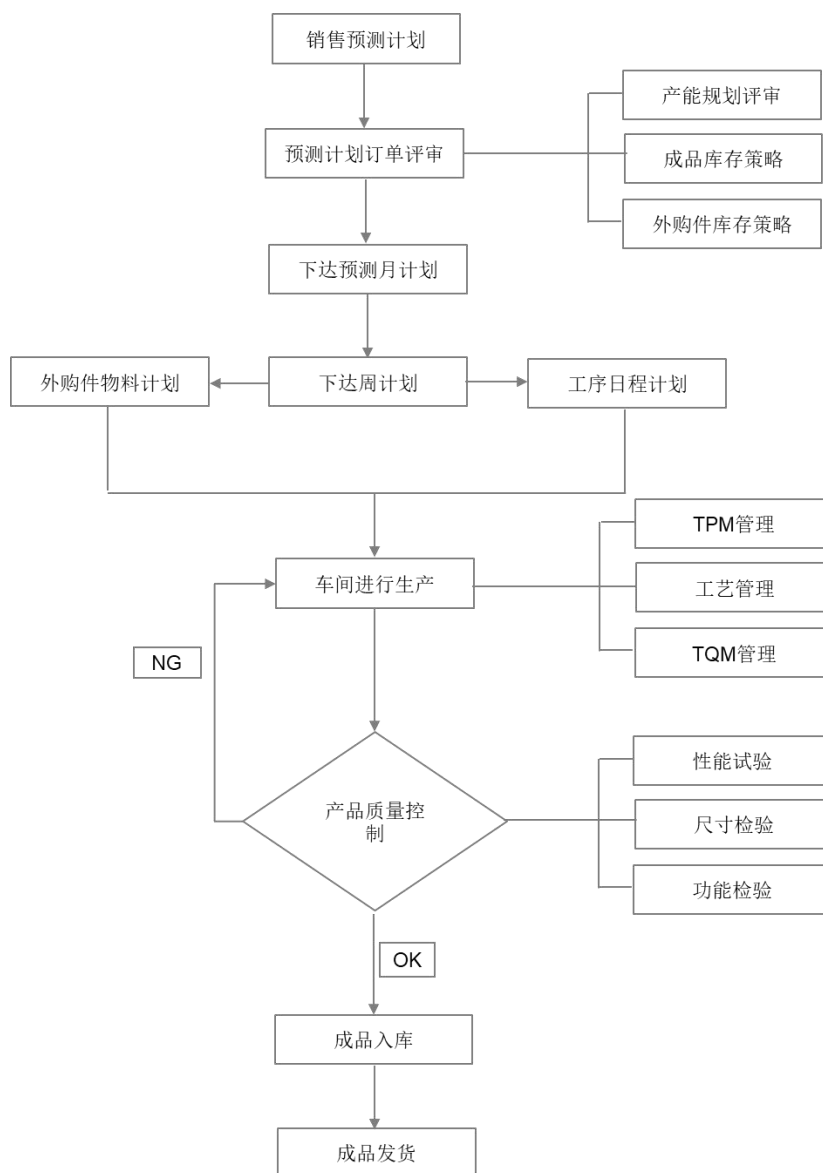 销售预测计划
产能规划评审
预测计划订单评审
成品库存策略
外购件库存策略
下达预测月计划
外购件物料计划
下达周计划
工序日程计划
TPM管理
车间进行生产
工艺管理
NG
TQM管理
性能试验
产品质量控
制
尺寸检验
功能检验
OK
成品入库
成品发货